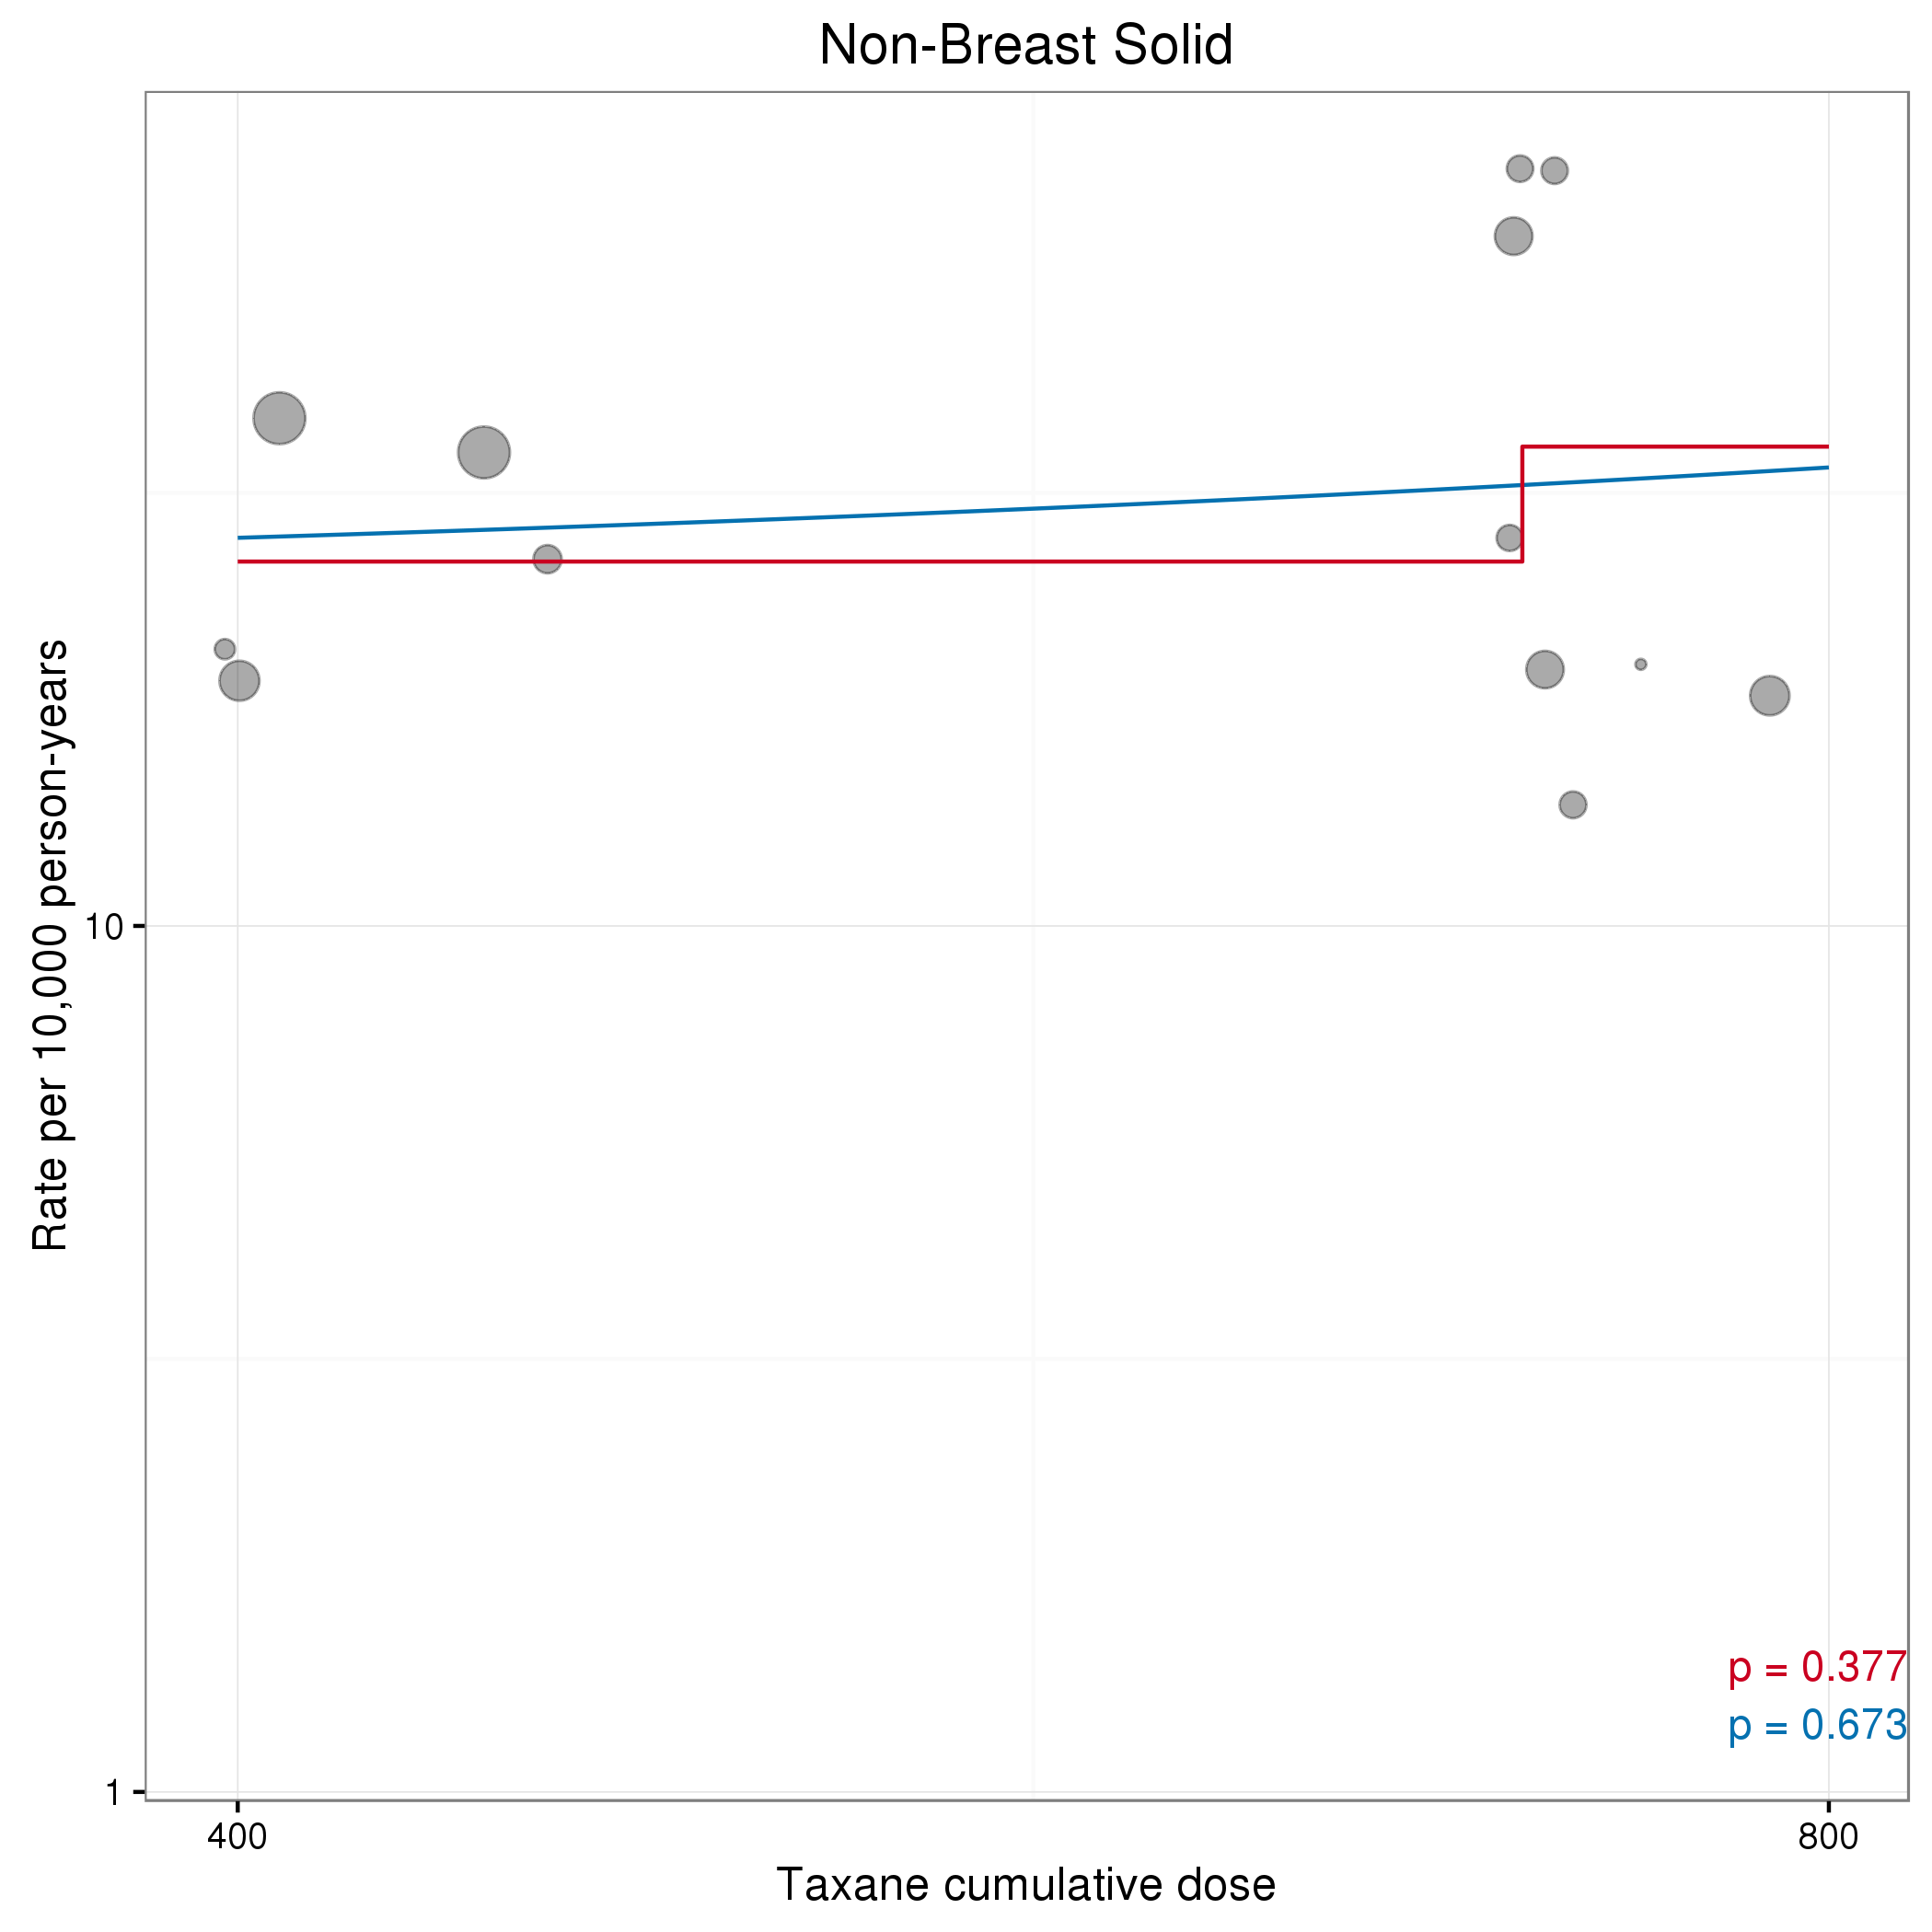 Non-Breast Solid
Rate per 10,000 person-years
10
1
p = 0.377
p = 0.673
400
800
Taxane cumulative dose